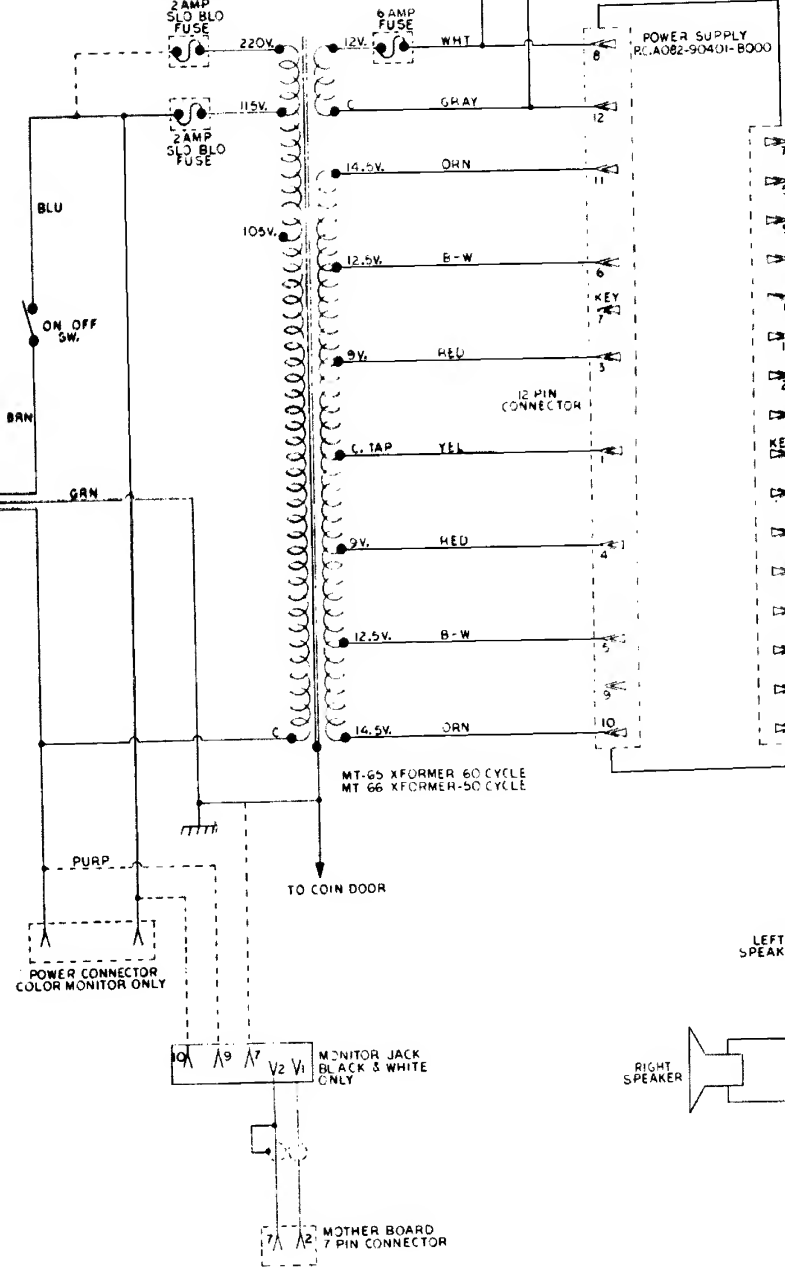 2 AMP
SLO BLO
FUSE
6 AMP
FUSE
POWER SUPPLY
P.C.A082-90401-B000
220V.
12V.
WHT
8
115V.
C
GRAY
12
2 AMP
SLO BLO
FUSE
14.5V.
ORN
11
BLU
105V.
12.5V.
B-W
6
KEY
7
ON OFF
SW.
9V.
RED
3
12 PIN
CONNECTOR
BRN
C. TAP
YEL
1
GRN
9V.
RED
4
12.5V.
B-W
5
9
C
14.5V.
ORN
10
MT-65 XFORMER 60 CYCLE
MT 66 XFORMER-50 CYCLE
PURP
TO COIN DOOR
POWER CONNECTOR
COLOR MONITOR ONLY
LEFT
SPEAK
10
9
7
2
1
MONITOR JACK
BLACK & WHITE
ONLY
RIGHT
SPEAKER
7
2
MOTHER BOARD
7 PIN CONNECTOR